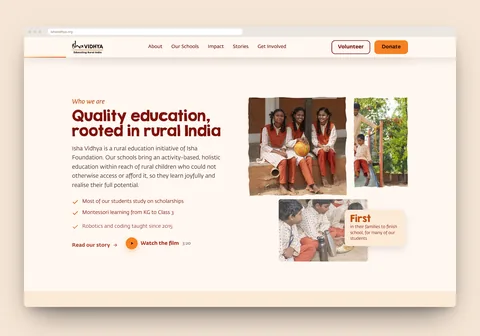 ishavidhya.org
Isha VIDHYA
Educating Rural India
About Our Schools Impact Stories Get Involved Volunteer Donate
Who we are
Quality education,
rooted in rural India
Isha Vidhya is a rural education initiative of Isha
Foundation. Our schools bring an activity-based, holistic
education within reach of rural children who could not
otherwise access or afford it, so they learn joyfully and
realise their full potential.
Most of our students study on scholarships
Montessori learning from KG to Class 3
Robotics and coding taught since 2015
Read our story → Watch the film 5:00
First
in their families to finish
school, for many of our
students